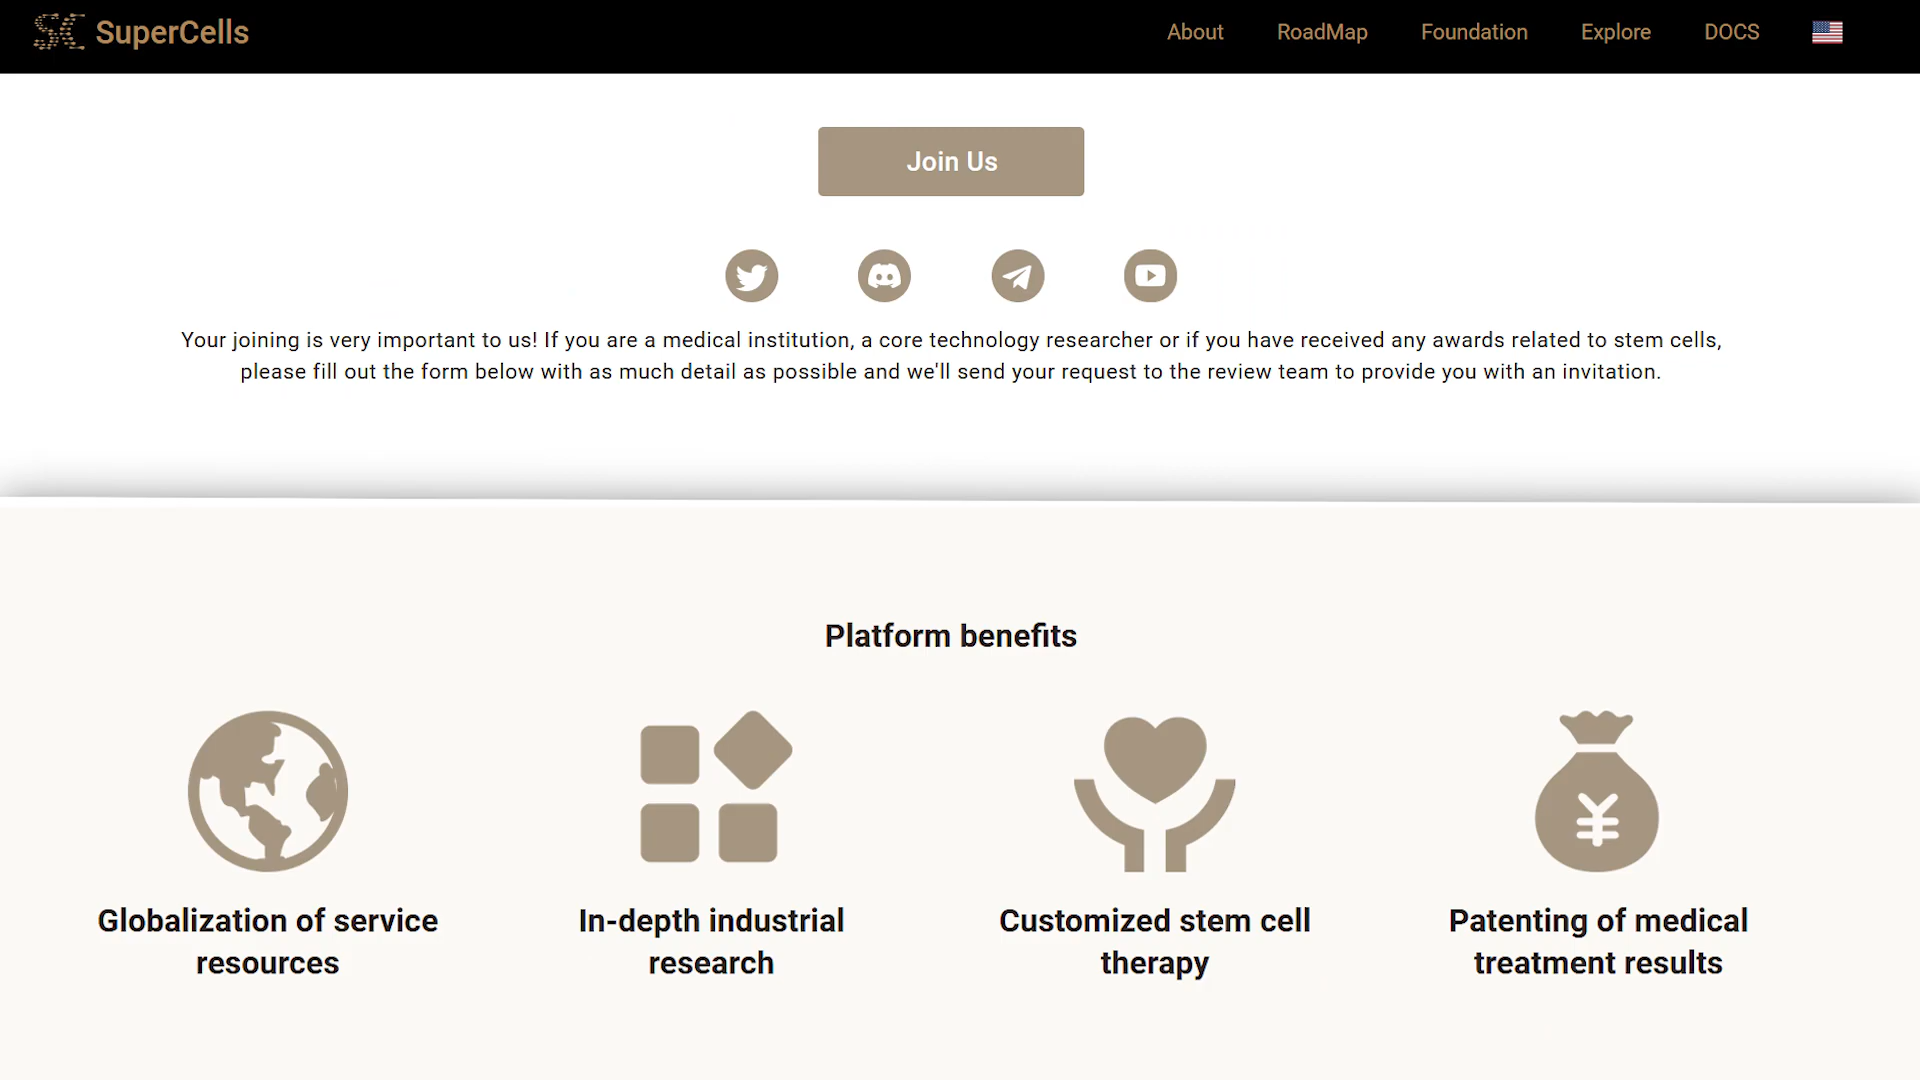 SuperCells
About
RoadMap
Foundation
Explore
DOCS
Join Us
Your joining is very important to us! If you are a medical institution, a core technology researcher or if you have received any awards related to stem cells,
please fill out the form below with as much detail as possible and we'll send your request to the review team to provide you with an invitation.
Platform benefits
Globalization of service
resources
In-depth industrial
research
Customized stem cell
therapy
¥
Patenting of medical
treatment results